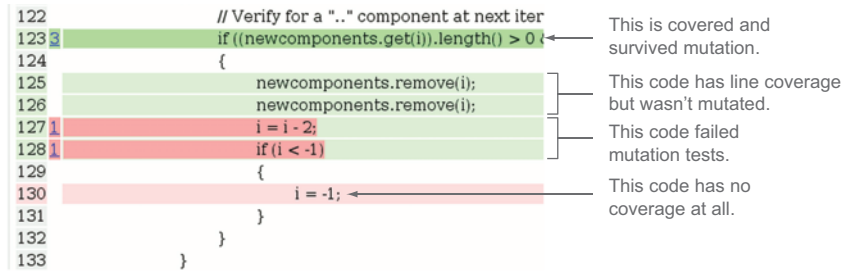 122 // Verify for a ".." component at next iter
123 3 if ((newcomponents.get(i)).length() > 0 &
124 {
125 newcomponents.remove(i);
126 newcomponents.remove(i);
127 1 i = i - 2;
128 1 if (i < -1)
129 {
130 i = -1;
131 }
132 }
133 }
This is covered and
survived mutation.
This code has line coverage
but wasn't mutated.
This code failed
mutation tests.
This code has no
coverage at all.